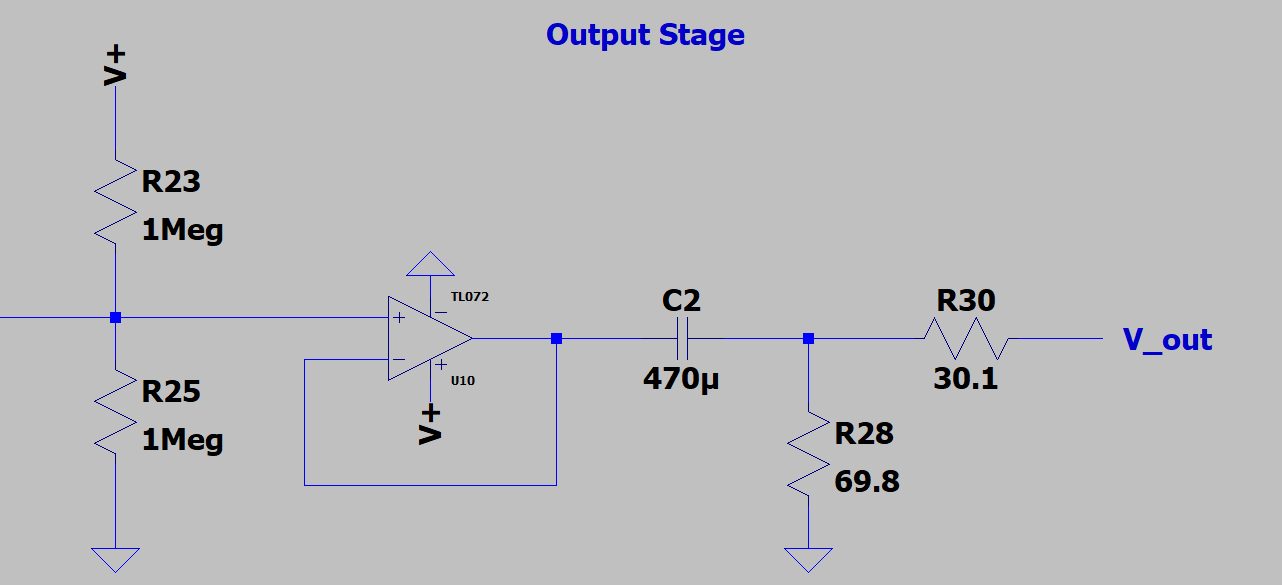 Output Stage
V+
R23
1Meg
TL072
C2
R30
+
−
−
+
U10
V_out
470µ
30.1
R25
1Meg
V+
R28
69.8